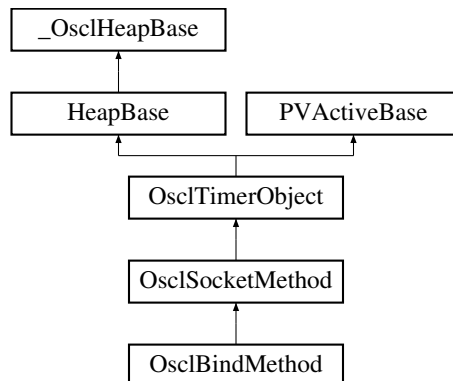 _OsclHeapBase
HeapBase
PVActiveBase
OsclTimerObject
OsclSocketMethod
OsclBindMethod